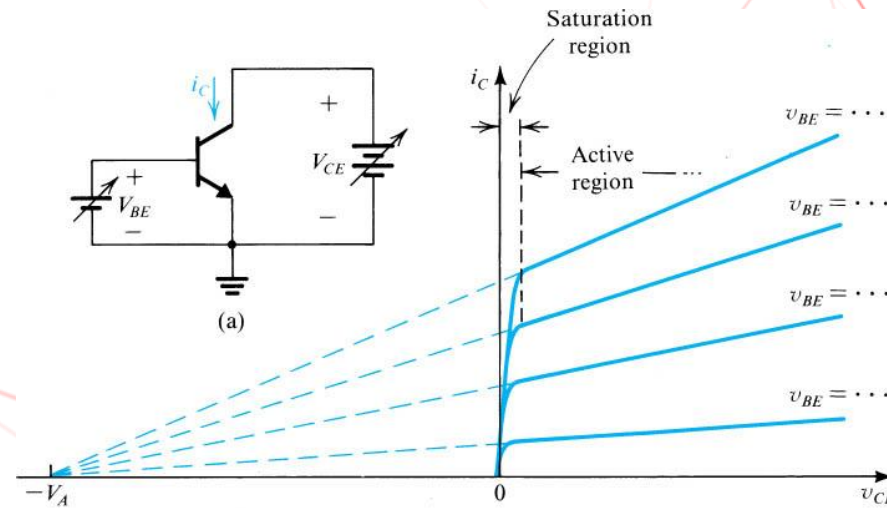 Saturation
region
i_C
Active
region
...
v_BE = ...
v_BE = ...
v_BE = ...
v_BE = ...
i_C
+
V_CE
−
+
V_BE
−
(a)
−V_A
0